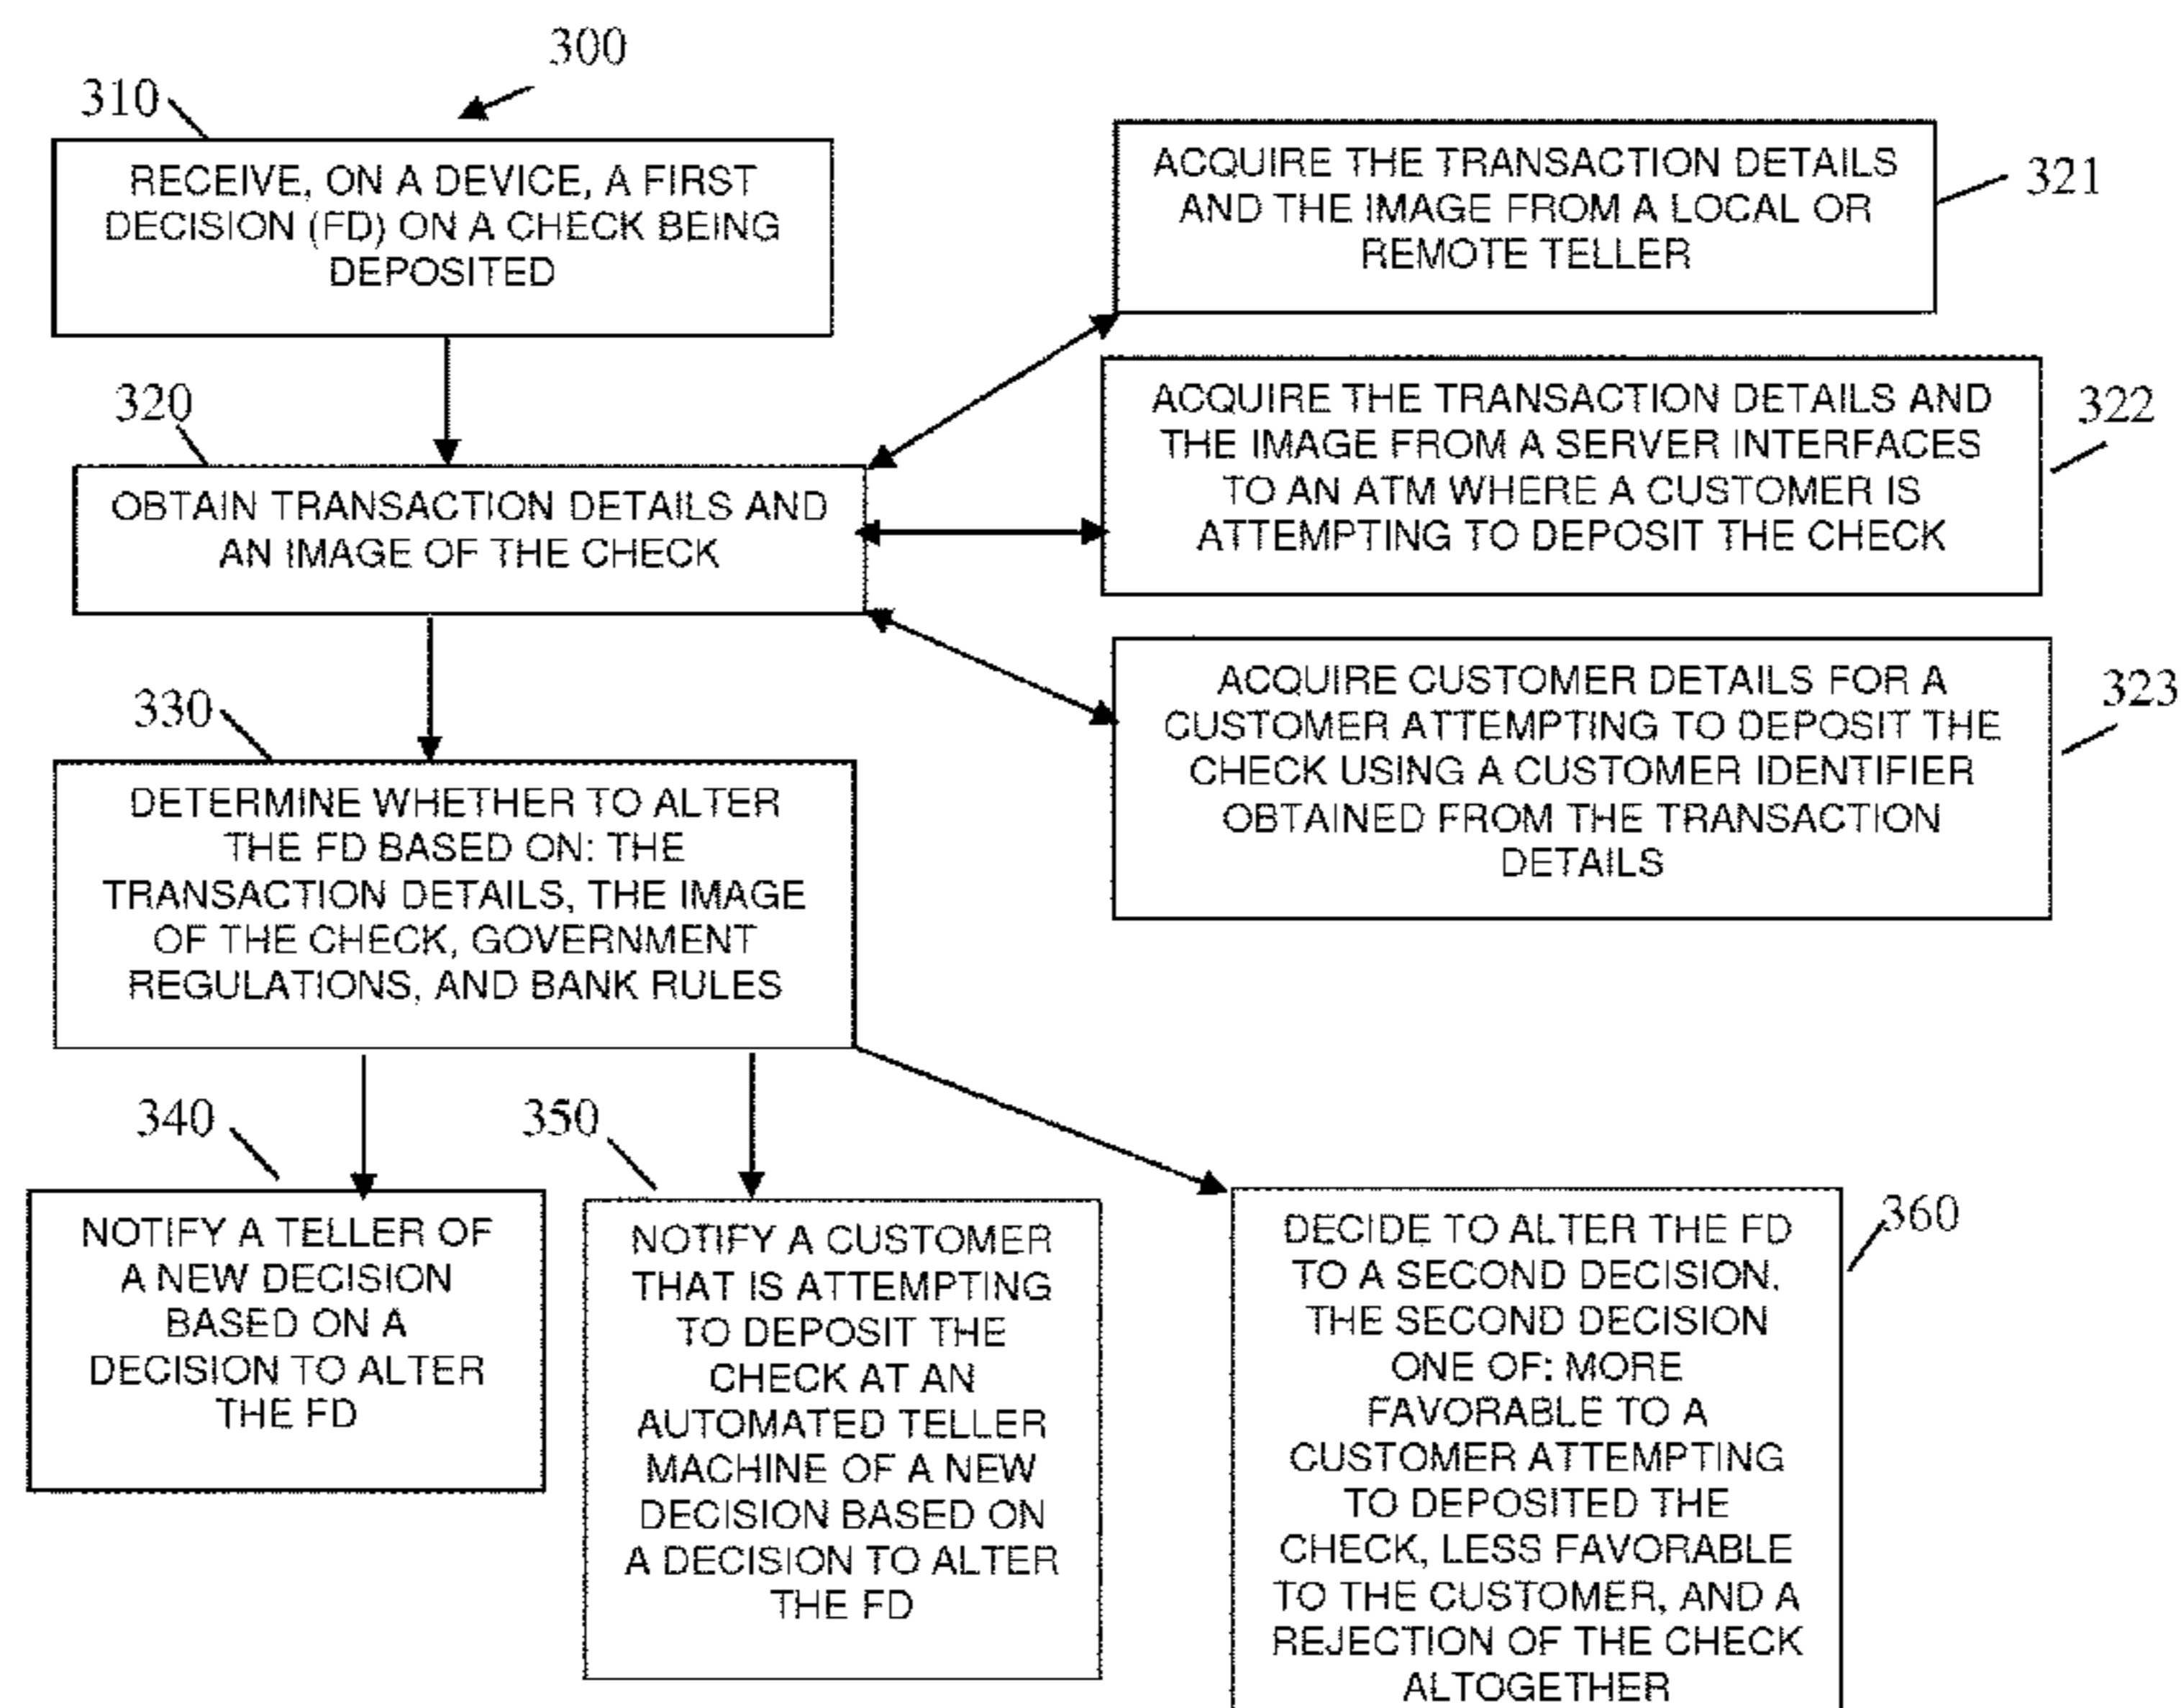 300
310
RECEIVE, ON A DEVICE, A FIRST
DECISION (FD) ON A CHECK BEING
DEPOSITED
ACQUIRE THE TRANSACTION DETAILS
AND THE IMAGE FROM A LOCAL OR
REMOTE TELLER
321
320
OBTAIN TRANSACTION DETAILS AND
AN IMAGE OF THE CHECK
ACQUIRE THE TRANSACTION DETAILS AND
THE IMAGE FROM A SERVER INTERFACES
TO AN ATM WHERE A CUSTOMER IS
ATTEMPTING TO DEPOSIT THE CHECK
322
ACQUIRE CUSTOMER DETAILS FOR A
CUSTOMER ATTEMPTING TO DEPOSIT THE
CHECK USING A CUSTOMER IDENTIFIER
OBTAINED FROM THE TRANSACTION
DETAILS
323
330
DETERMINE WHETHER TO ALTER
THE FD BASED ON: THE
TRANSACTION DETAILS, THE IMAGE
OF THE CHECK, GOVERNMENT
REGULATIONS, AND BANK RULES
340
NOTIFY A TELLER OF
A NEW DECISION
BASED ON A
DECISION TO ALTER
THE FD
350
NOTIFY A CUSTOMER
THAT IS ATTEMPTING
TO DEPOSIT THE
CHECK AT AN
AUTOMATED TELLER
MACHINE OF A NEW
DECISION BASED ON
A DECISION TO ALTER
THE FD
360
DECIDE TO ALTER THE FD
TO A SECOND DECISION,
THE SECOND DECISION
ONE OF: MORE
FAVORABLE TO A
CUSTOMER ATTEMPTING
TO DEPOSITED THE
CHECK, LESS FAVORABLE
TO THE CUSTOMER, AND A
REJECTION OF THE CHECK
ALTOGETHER